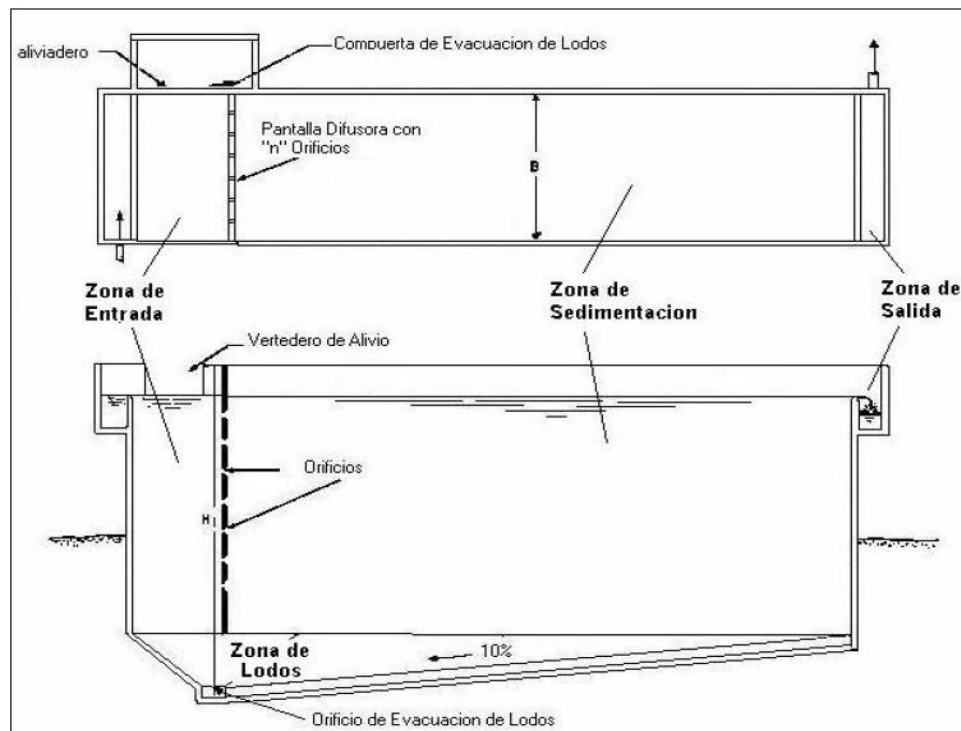 Compuerta de Evacuacion de Lodos
aliviadero
Pantalla Difusora con
"n" Orificios
B
Zona de
Entrada
Zona de
Sedimentacion
Zona de
Salida
Vertedero de Alivio
Orificios
H
Zona de
Lodos
10%
Orificio de Evacuacion de Lodos